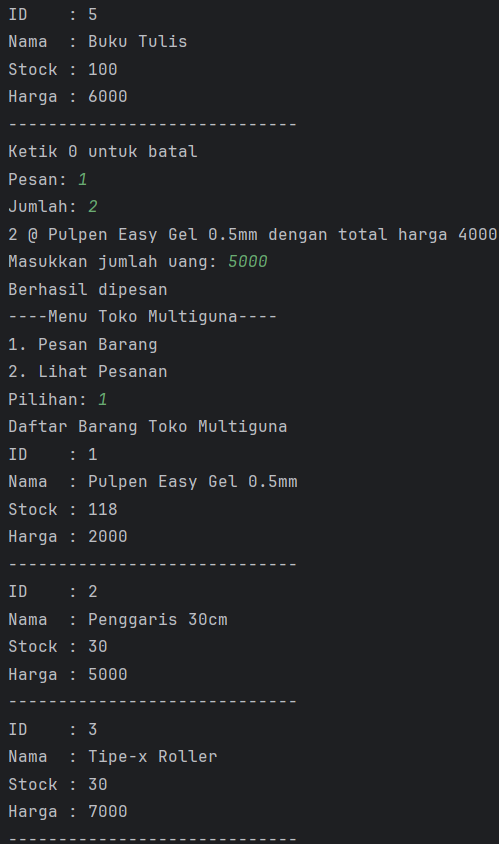 ID    : 5
Nama  : Buku Tulis
Stock : 100
Harga : 6000
-----------------------------
Ketik 0 untuk batal
Pesan: 1
Jumlah: 2
2 @ Pulpen Easy Gel 0.5mm dengan total harga 4000
Masukkan jumlah uang: 5000
Berhasil dipesan
----Menu Toko Multiguna----
1. Pesan Barang
2. Lihat Pesanan
Pilihan: 1
Daftar Barang Toko Multiguna
ID    : 1
Nama  : Pulpen Easy Gel 0.5mm
Stock : 118
Harga : 2000
-----------------------------
ID    : 2
Nama  : Penggaris 30cm
Stock : 30
Harga : 5000
-----------------------------
ID    : 3
Nama  : Tipe-x Roller
Stock : 30
Harga : 7000
-----------------------------